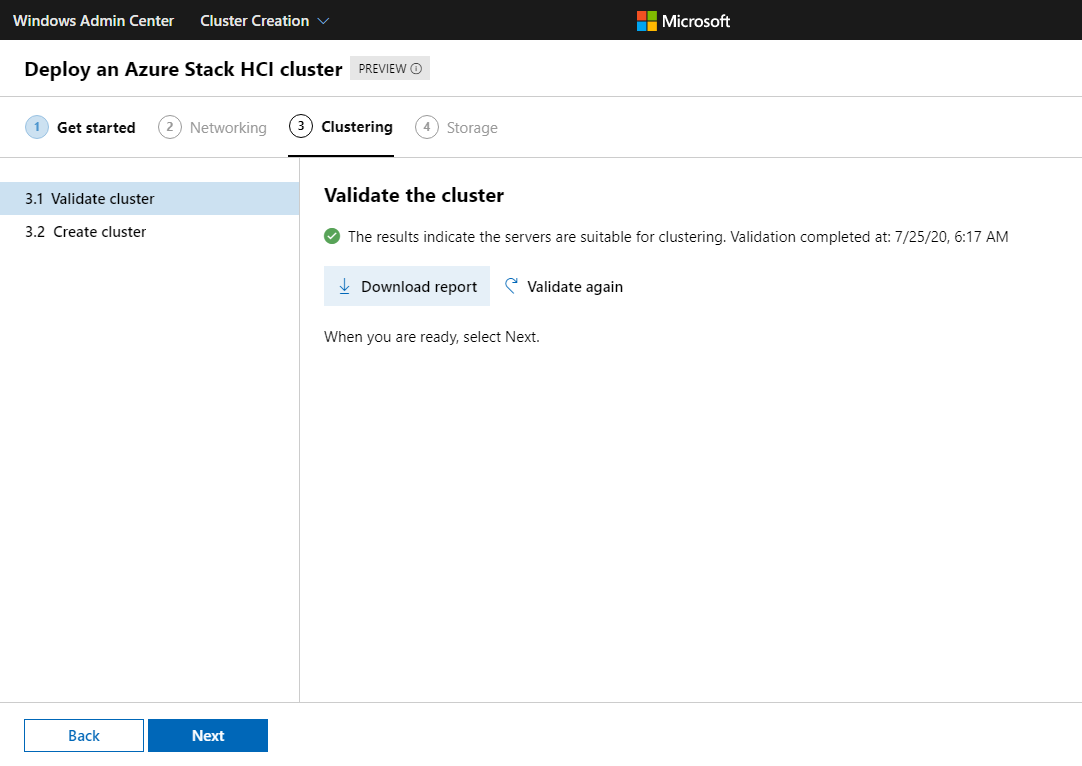 Windows Admin Center Cluster Creation Microsoft
Deploy an Azure Stack HCI cluster PREVIEW
1 Get started 2 Networking 3 Clustering 4 Storage
3.1 Validate cluster
3.2 Create cluster
Validate the cluster
The results indicate the servers are suitable for clustering. Validation completed at: 7/25/20, 6:17 AM
Download report Validate again
When you are ready, select Next.
Back Next